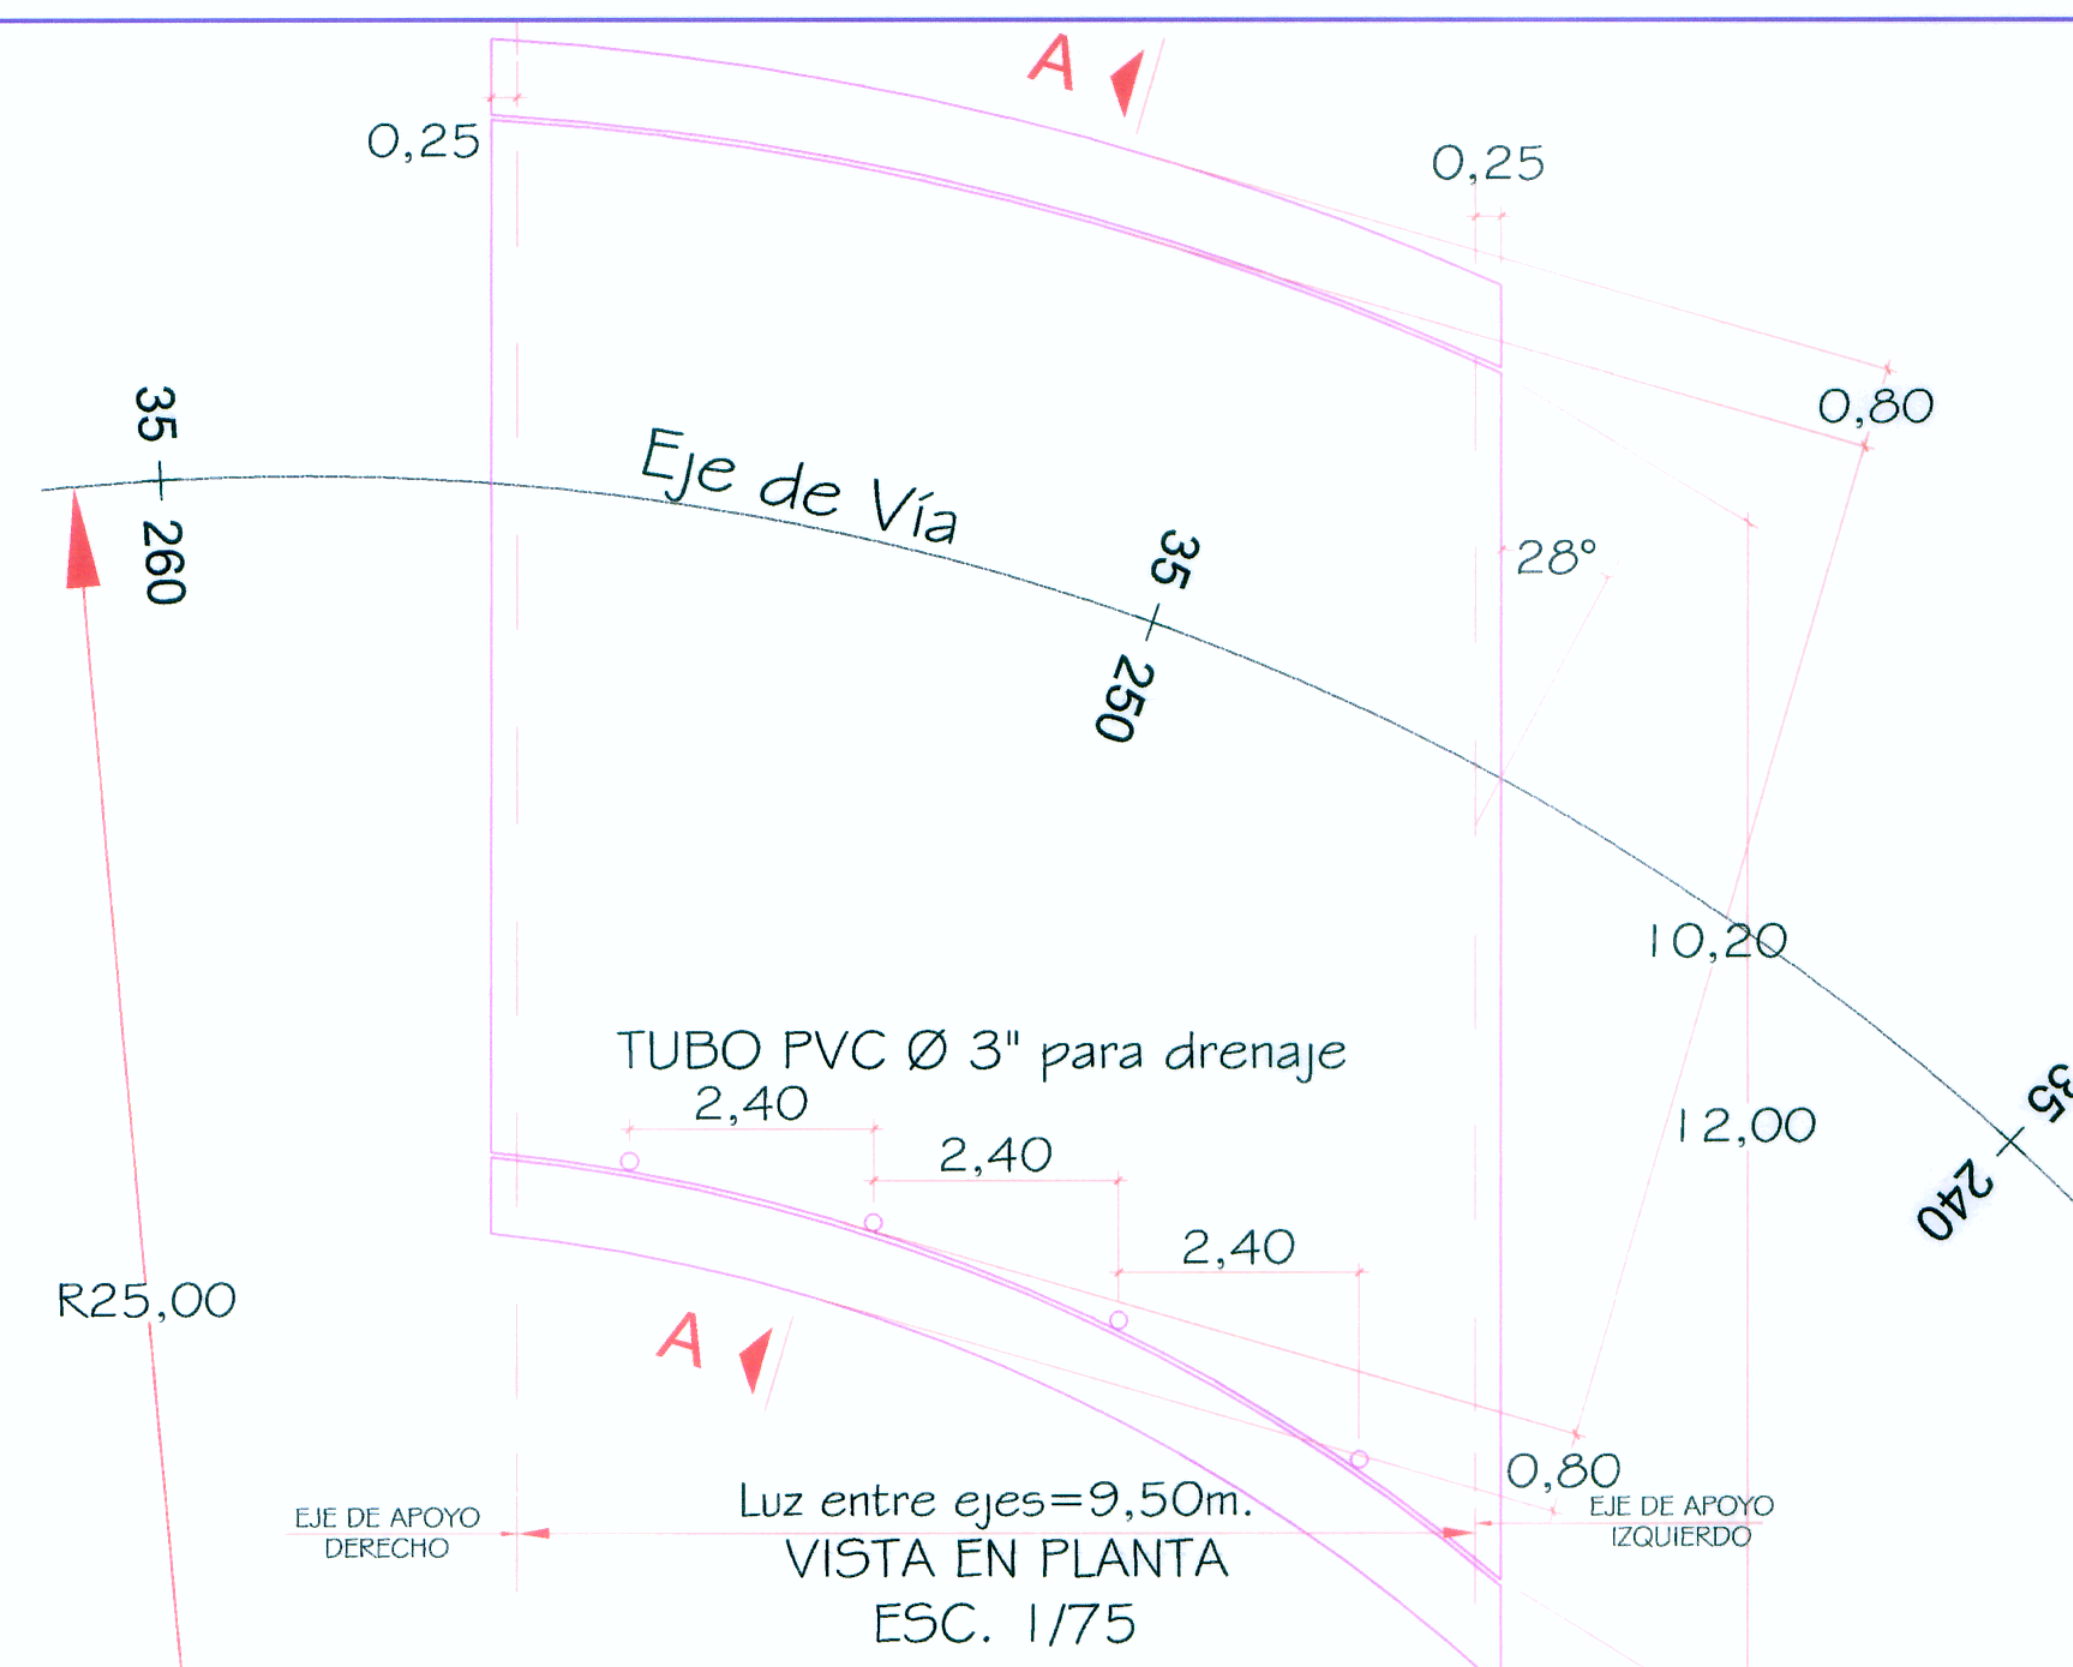 A
0,25
0,25
0,80
35
260
Eje de Vía
35
250
28°
10,20
TUBO PVC Ø 3" para drenaje
2,40
2,40
2,40
12,00
35
240
R25,00
A
0,80
Luz entre ejes=9,50m.
EJE DE APOYO
DERECHO
EJE DE APOYO
IZQUIERDO
VISTA EN PLANTA
ESC. 1/75